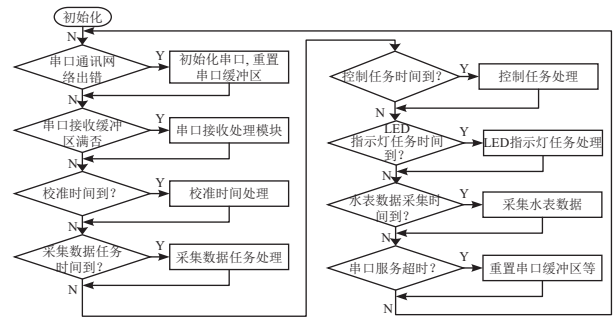 初始化
N
串口通讯网
络出错
Y
初始化串口,重置
串口缓冲区
N
串口接收缓冲
区满否
Y
串口接收处理模块
N
校准时间到?
Y
校准时间处理
N
采集数据任务
时间到?
Y
采集数据任务处理
N
控制任务时间到?
Y
控制任务处理
N
LED
指示灯任务时间
到?
Y
LED指示灯任务处理
N
水表数据采集时
间到?
Y
采集水表数据
N
串口服务超时?
Y
重置串口缓冲区等
N